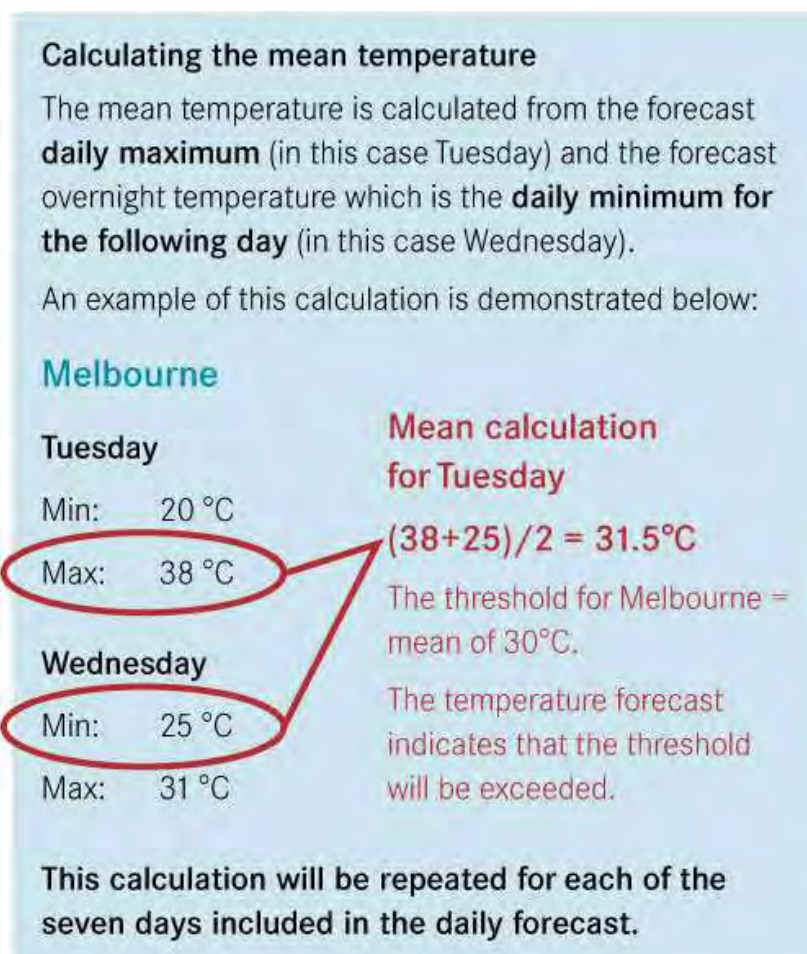 Calculating the mean temperature
The mean temperature is calculated from the forecast
daily maximum (in this case Tuesday) and the forecast
overnight temperature which is the daily minimum for
the following day (in this case Wednesday).
An example of this calculation is demonstrated below:
Melbourne
Tuesday
Min: 20 °C
Max: 38 °C
Wednesday
Min: 25 °C
Max: 31 °C
Mean calculation
for Tuesday
(38+25)/2 = 31.5°C
The threshold for Melbourne =
mean of 30°C.
The temperature forecast
indicates that the threshold
will be exceeded.
This calculation will be repeated for each of the
seven days included in the daily forecast.